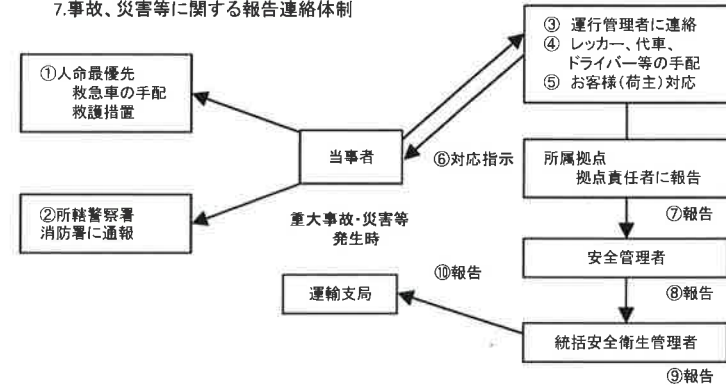 7.事故、災害等に関する報告連絡体制
①人命最優先
救急車の手配
救護措置
②所轄警察署
消防署に通報
当事者
重大事故・災害等
発生時
③ 運行管理者に連絡
④ レッカー、代車、
ドライバー等の手配
⑤ お客様(荷主)対応
⑥対応指示
所属拠点
拠点責任者に報告
⑦報告
安全管理者
⑧報告
統括安全衛生管理者
⑨報告
⑩報告
運輸支局